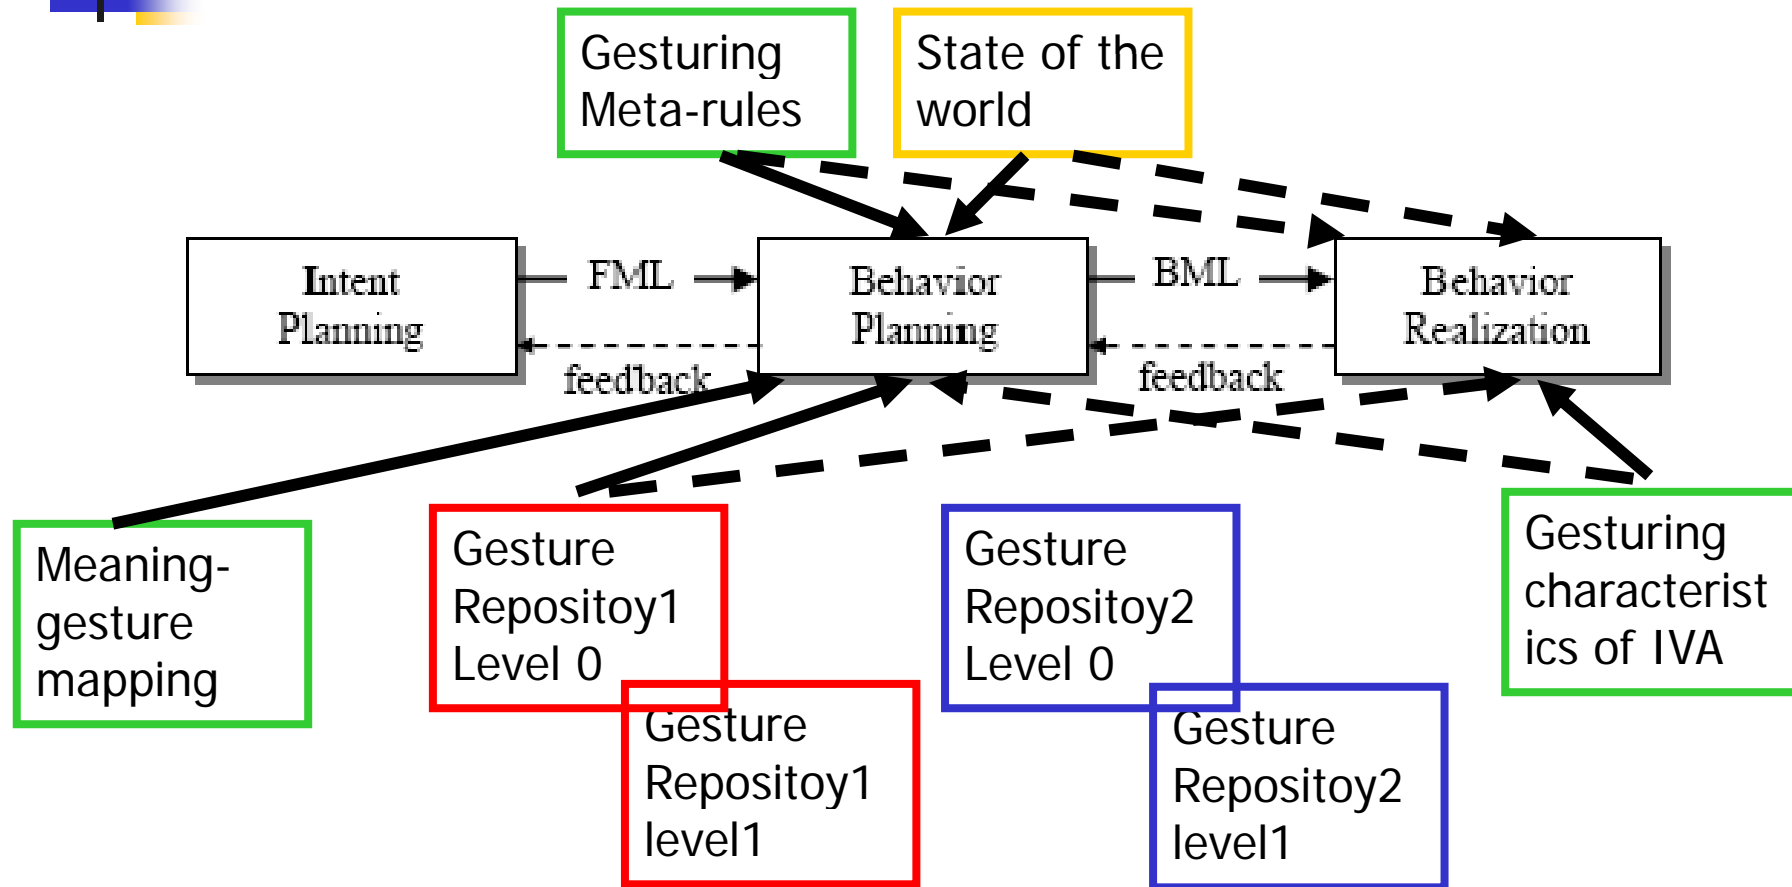 Gesturing
Meta-rules
State of the
world
Intent
Planning
FML
Behavior
Planning
BML
Behavior
Realization
feedback
feedback
Meaning-
gesture
mapping
Gesture
Repositoy1
Level 0
Gesture
Repositoy1
level1
Gesture
Repositoy2
Level 0
Gesture
Repositoy2
level1
Gesturing
characterist
ics of IVA